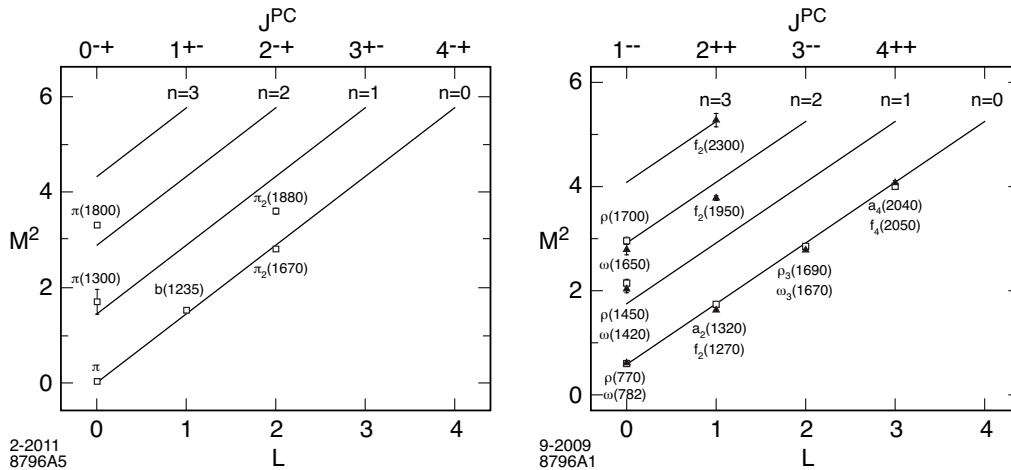 J^PC
0-+ 1+- 2-+ 3+- 4-+
6
n=3 n=2 n=1 n=0
4
π(1800)
π₂(1880)
M²
2
π(1300)
b(1235)
π₂(1670)
π
0
0 1 2 3 4
L
2-2011
8796A5
J^PC
1-- 2++ 3-- 4++
6
n=3 n=2 n=1 n=0
f₂(2300)
4
ρ(1700)
f₂(1950)
a₄(2040)
f₄(2050)
M²
ω(1650)
ρ₃(1690)
ω₃(1670)
2
ρ(1450)
ω(1420)
a₂(1320)
f₂(1270)
ρ(770)
ω(782)
0
0 1 2 3 4
L
9-2009
8796A1